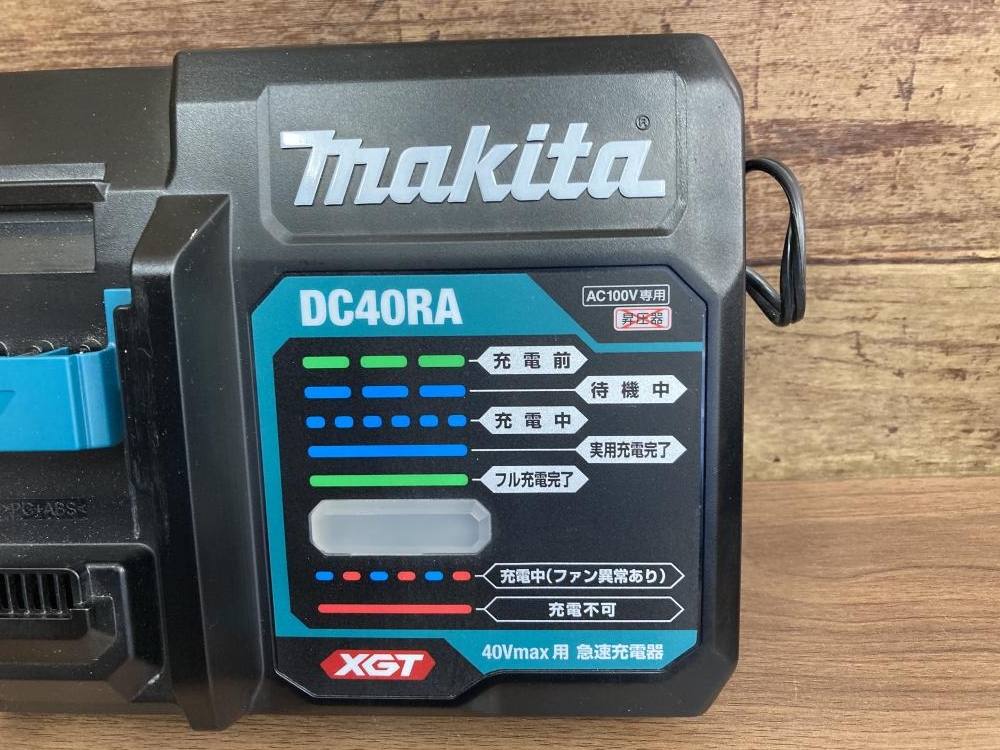 makita®
DC40RA
AC100V専用
昇圧器
充電前
待機中
充電中
実用充電完了
フル充電完了
>PC+ABS<
充電中(ファン異常あり)
充電不可
XGT
40Vmax用 急速充電器